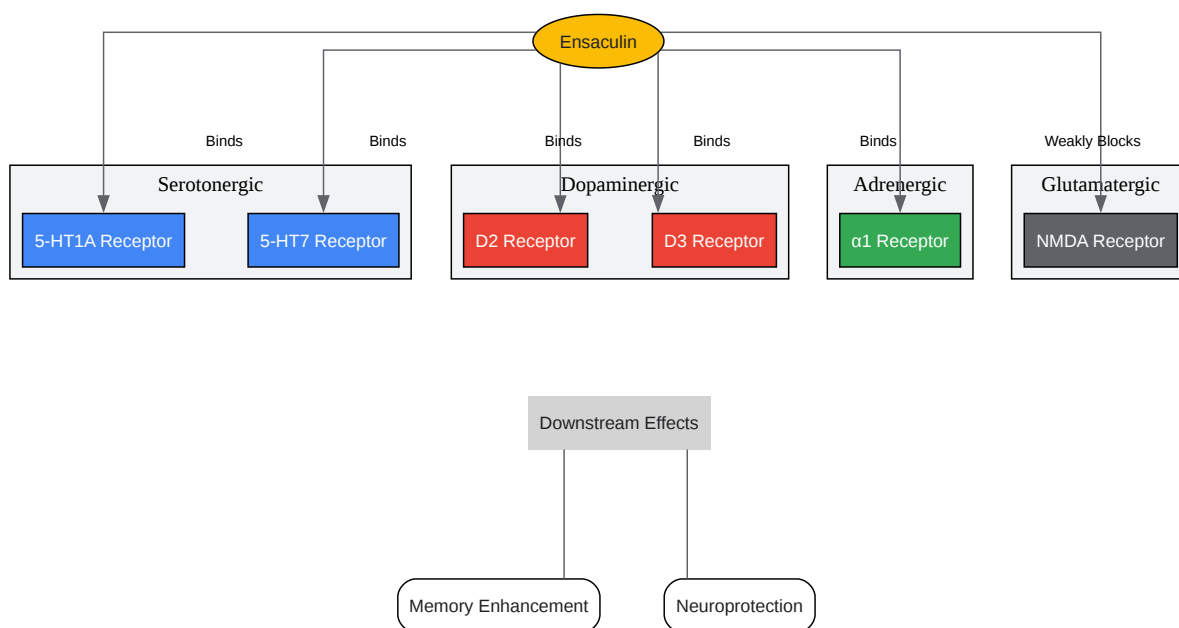 Ensaculin
Binds
Binds
Binds
Binds
Binds
Weakly Blocks
Serotonergic
Dopaminergic
Adrenergic
Glutamatergic
5-HT1A Receptor
5-HT7 Receptor
D2 Receptor
D3 Receptor
α1 Receptor
NMDA Receptor
Downstream Effects
Memory Enhancement
Neuroprotection